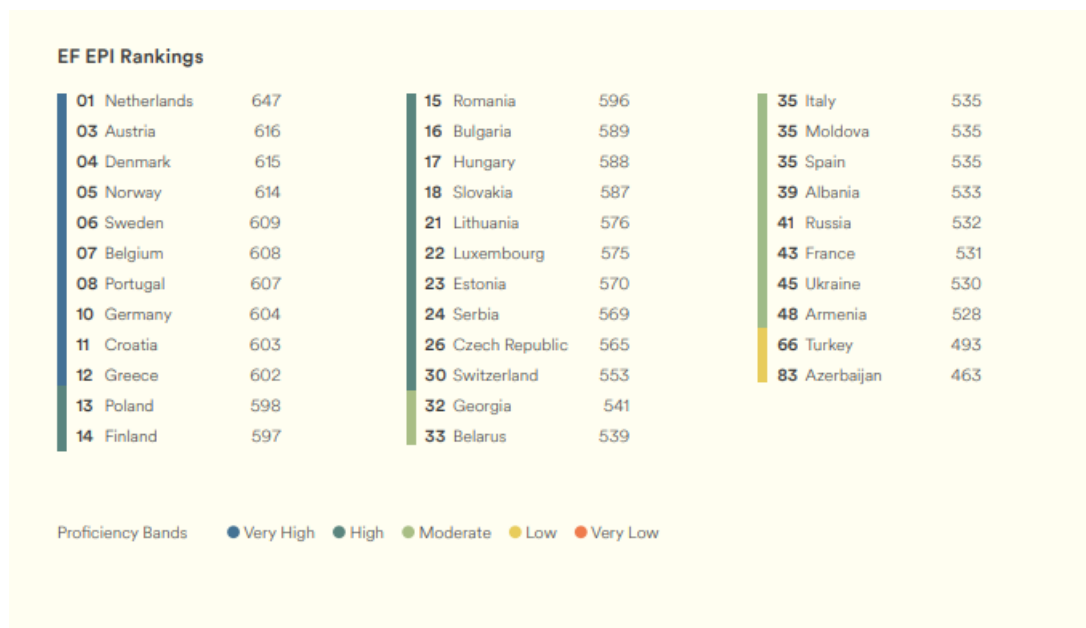 EF EPI Rankings
01 Netherlands 647
03 Austria 616
04 Denmark 615
05 Norway 614
06 Sweden 609
07 Belgium 608
08 Portugal 607
10 Germany 604
11 Croatia 603
12 Greece 602
13 Poland 598
14 Finland 597
15 Romania 596
16 Bulgaria 589
17 Hungary 588
18 Slovakia 587
21 Lithuania 576
22 Luxembourg 575
23 Estonia 570
24 Serbia 569
26 Czech Republic 565
30 Switzerland 553
32 Georgia 541
33 Belarus 539
35 Italy 535
35 Moldova 535
35 Spain 535
39 Albania 533
41 Russia 532
43 France 531
45 Ukraine 530
48 Armenia 528
66 Turkey 493
83 Azerbaijan 463
Proficiency Bands Very High High Moderate Low Very Low